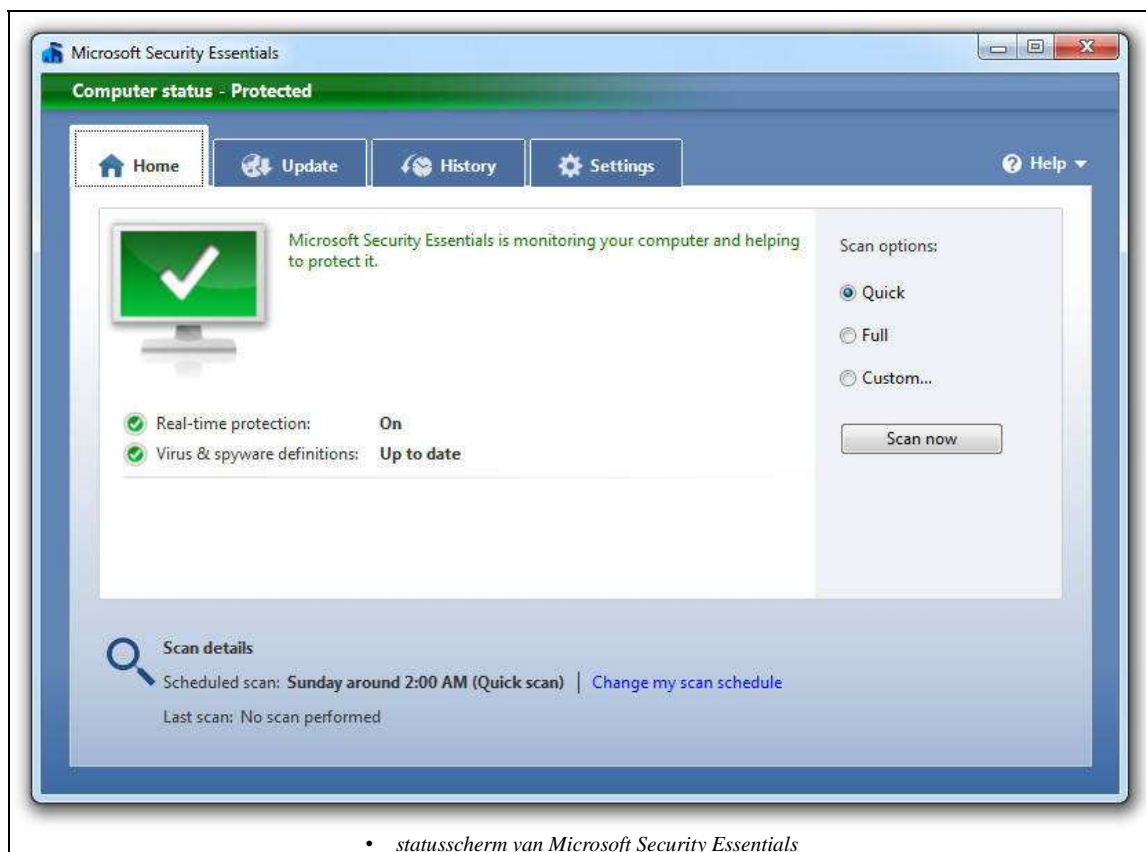 Microsoft Security Essentials
Computer status - Protected
Home
Update
History
Settings
Help
Microsoft Security Essentials is monitoring your computer and helping
to protect it.
Scan options:
Quick
Full
Custom...
Scan now
Real-time protection: On
Virus & spyware definitions: Up to date
Scan details
Scheduled scan: Sunday around 2:00 AM (Quick scan) | Change my scan schedule
Last scan: No scan performed
• statusscherm van Microsoft Security Essentials